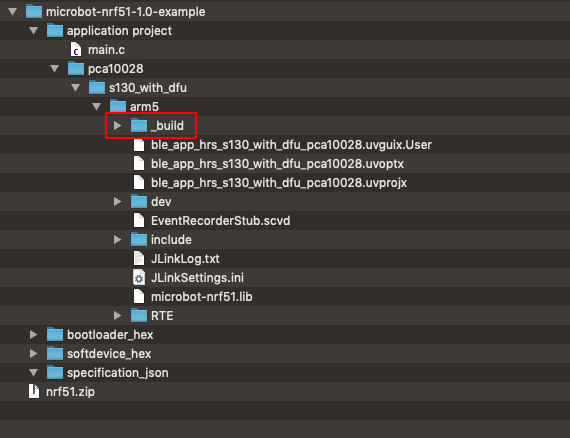 microbot-nrf51-1.0-example
application project
main.c
pca10028
s130_with_dfu
arm5
_build
ble_app_hrs_s130_with_dfu_pca10028.uvguix.User
ble_app_hrs_s130_with_dfu_pca10028.uvoptx
ble_app_hrs_s130_with_dfu_pca10028.uvprojx
dev
EventRecorderStub.scvd
include
JLinkLog.txt
JLinkSettings.ini
microbot-nrf51.lib
RTE
bootloader_hex
softdevice_hex
specification_json
nrf51.zip